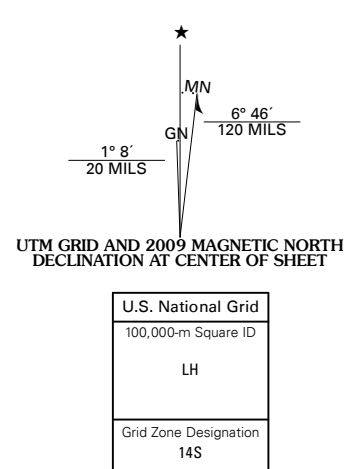 ★
MN
6° 46´
120 MILS
GN
1° 8´
20 MILS
UTM GRID AND 2009 MAGNETIC NORTH
DECLINATION AT CENTER OF SHEET
U.S. National Grid
100,000-m Square ID
LH
Grid Zone Designation
14S